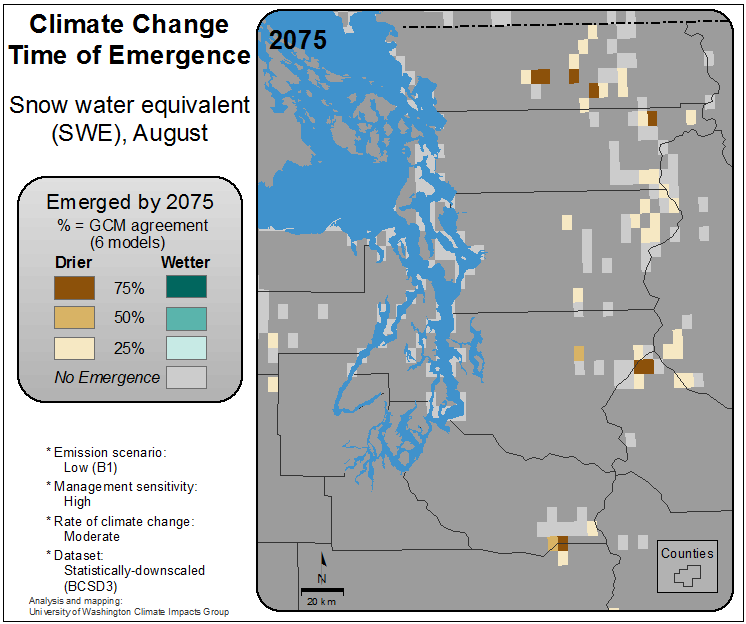 Climate Change
Time of Emergence
Snow water equivalent
(SWE), August
Emerged by 2075
% = GCM agreement
(6 models)
Drier Wetter
75%
50%
25%
No Emergence
* Emission scenario:
Low (B1)
* Management sensitivity:
High
* Rate of climate change:
Moderate
* Dataset:
Statistically-downscaled
(BCSD3)
Analysis and mapping:
University of Washington Climate Impacts Group
2075
N
20 km
Counties